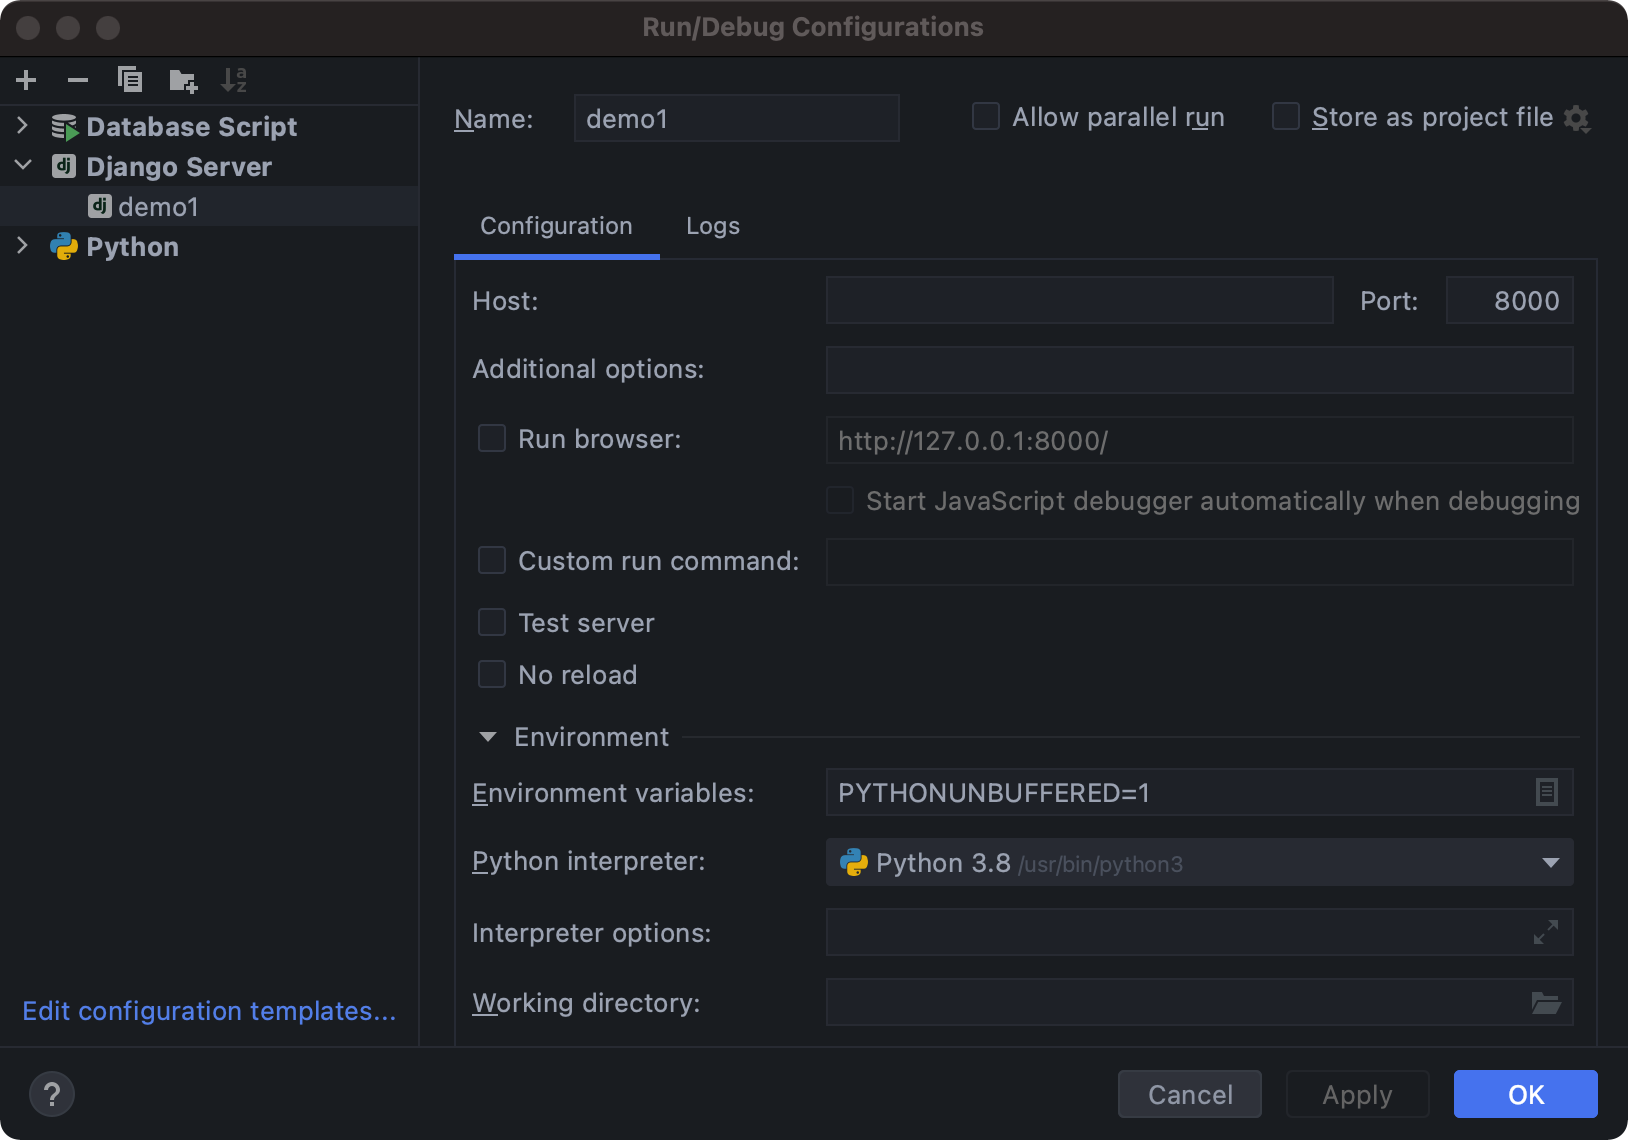 Run/Debug Configurations
Database Script
Django Server
demo1
Python
Edit configuration templates...
Name: demo1
Allow parallel run
Store as project file
Configuration Logs
Host: Port: 8000
Additional options:
Run browser: http://127.0.0.1:8000/
Start JavaScript debugger automatically when debugging
Custom run command:
Test server
No reload
Environment
Environment variables: PYTHONUNBUFFERED=1
Python interpreter: Python 3.8 /usr/bin/python3
Interpreter options:
Working directory:
? Cancel Apply OK